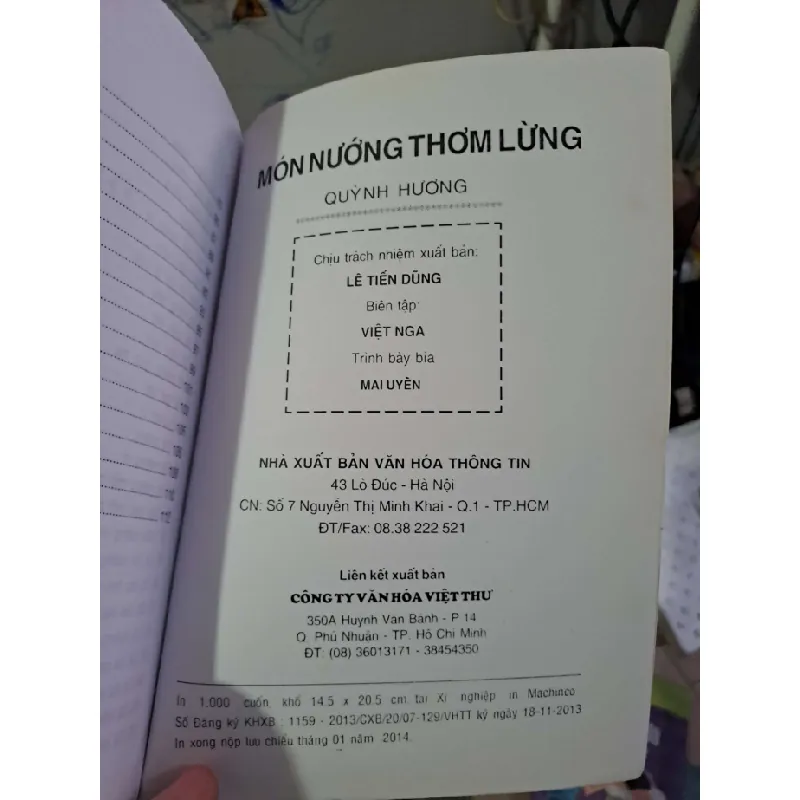 MÓN NƯỚNG THƠM LỪNG
QUỲNH HƯƠNG
Chịu trách nhiệm xuất bản:
LÊ TIẾN DŨNG
Biên tập:
VIỆT NGA
Trình bày bìa
MAI UYÊN
NHÀ XUẤT BẢN VĂN HÓA THÔNG TIN
43 Lò Đúc - Hà Nội
CN: Số 7 Nguyễn Thị Minh Khai - Q.1 - TP.HCM
ĐT/Fax: 08.38 222 521
Liên kết xuất bản
CÔNG TY VĂN HÓA VIỆT THƯ
350A Huỳnh Văn Bánh - P 14
Q. Phú Nhuận - TP. Hồ Chí Minh
ĐT: (08) 36013171 - 38454350
In 1.000 cuốn, khổ 14.5 x 20.5 cm, tại Xí nghiệp in Machinco
Số Đăng ký KHXB : 1159 - 2013/CXB/20/07-129/VHTT ký ngày 18-11-2013
In xong nộp lưu chiểu tháng 01 năm 2014.